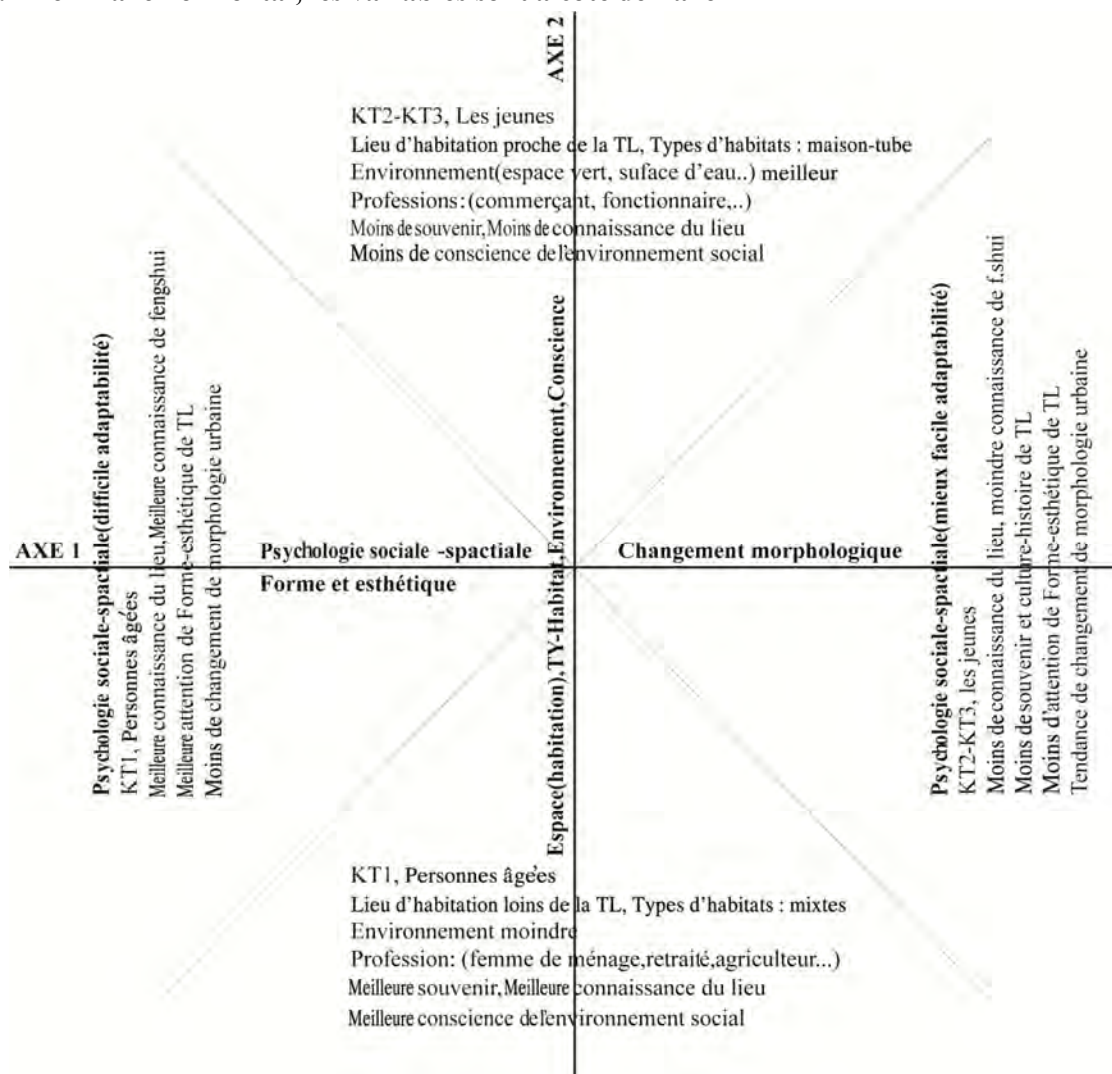 AXE 2
KT2-KT3, Les jeunes
Lieu d'habitation proche de la TL, Types d'habitats : maison-tube
Environnement(espace vert, suface d'eau..) meilleur
Professions: (commerçant, fonctionnaire,..)
Moins de souvenir,Moins de connaissance du lieu
Moins de conscience de l'environnement social
AXE 1
Psychologie sociale-spactiale(difficile adaptabilité)
KT1, Personnes âgées
Meilleure connaissance du lieu,Meilleure connaissance de fengshui
Meilleure attention de Forme-esthétique de TL
Moins de changement de morphologie urbaine
Psychologie sociale -spactiale
Forme et esthétique
Espace(habitation),TY-Habitat,Environnement,Conscience
Changement morphologique
Psychologie sociale-spactiale(mieux facile adaptabilité)
KT2-KT3, les jeunes
Moins deconnaissance du lieu, moindre connaissance de f.shui
Moins desouvenir et culture-histoire de TL
Moins d'attention de Forme-esthétique de TL
Tendance de changement de morphologie urbaine
KT1, Personnes âgées
Lieu d'habitation loins de la TL, Types d'habitats : mixtes
Environnement moindre
Profession: (femme de ménage,retraité,agriculteur...)
Meilleure souvenir,Meilleure connaissance du lieu
Meilleure conscience de l'environnement social